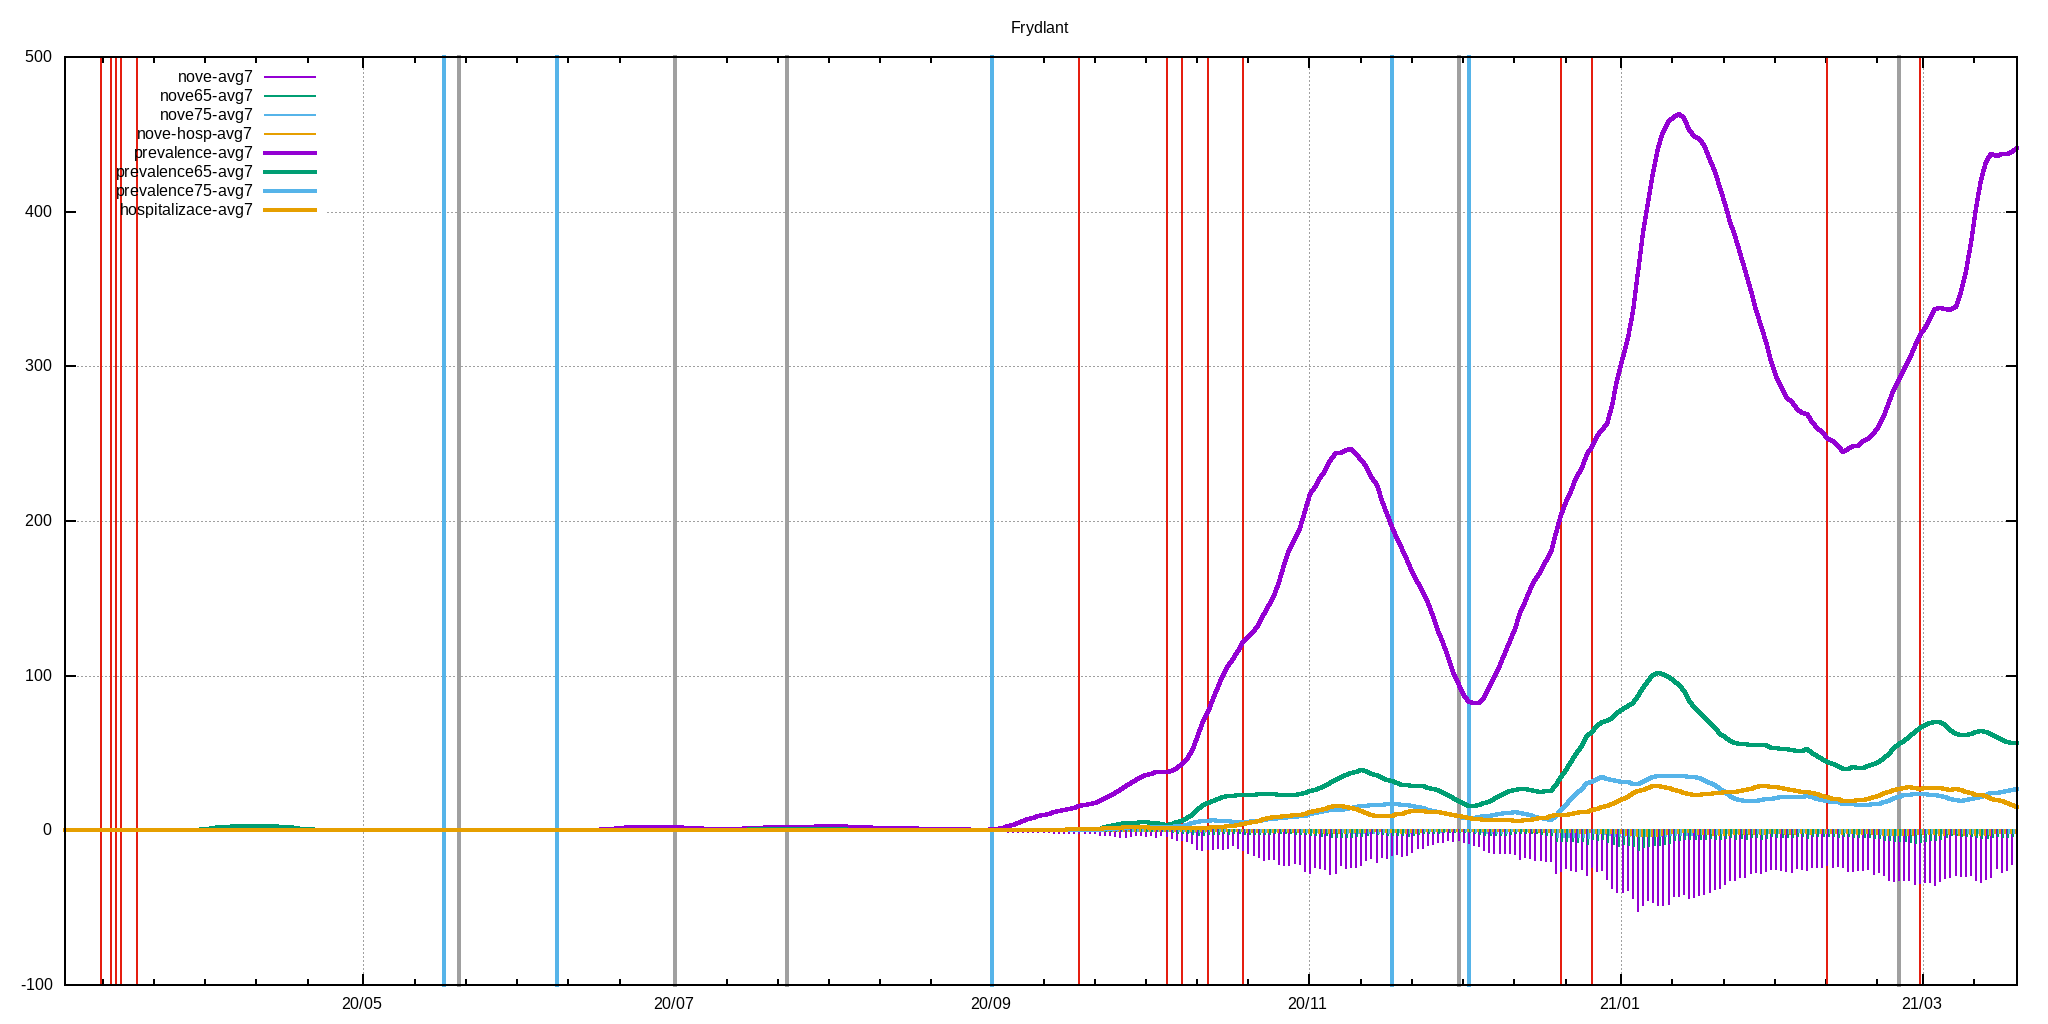 Frydlant
500
400
300
200
100
0
-100
nove-avg7
nove65-avg7
nove75-avg7
nove-hosp-avg7
prevalence-avg7
prevalence65-avg7
prevalence75-avg7
hospitalizace-avg7
20/05
20/07
20/09
20/11
21/01
21/03